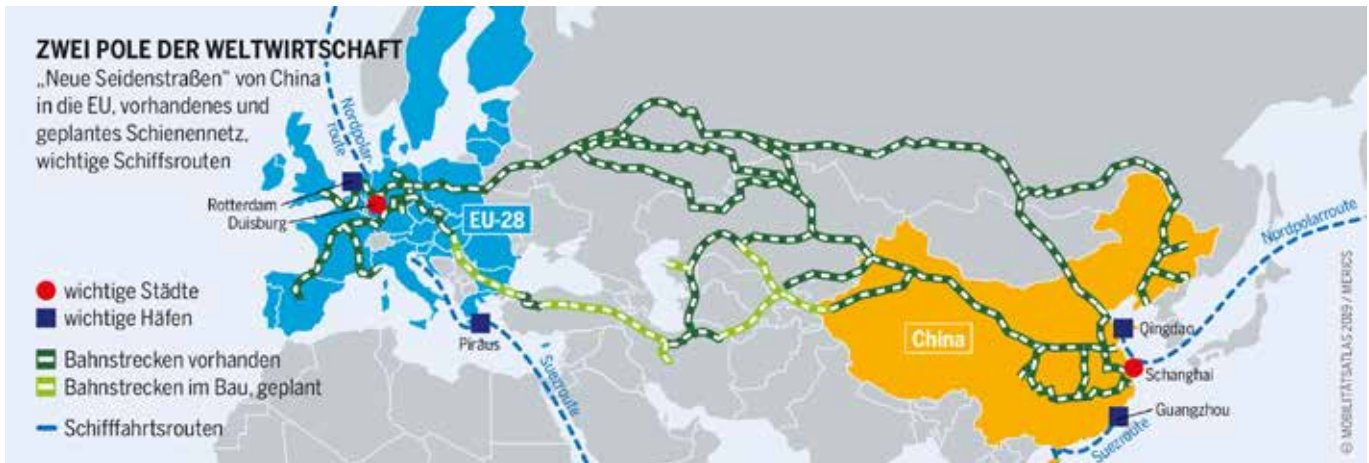 ZWEI POLE DER WELTWIRTSCHAFT
„Neue Seidenstraßen“ von China
in die EU, vorhandenes und
geplantes Schienennetz,
wichtige Schiffsrouten
Nordpolar-
route
Rotterdam
Duisburg
EU-28
Nordpolarroute
wichtige Städte
wichtige Häfen
Piräus
Suezroute
China
Qingdao
Schanghai
Guangzhou
Suezroute
Bahnstrecken vorhanden
Bahnstrecken im Bau, geplant
Schifffahrtsrouten
© MOBILITÄTSATLAS 2019 / MERICS